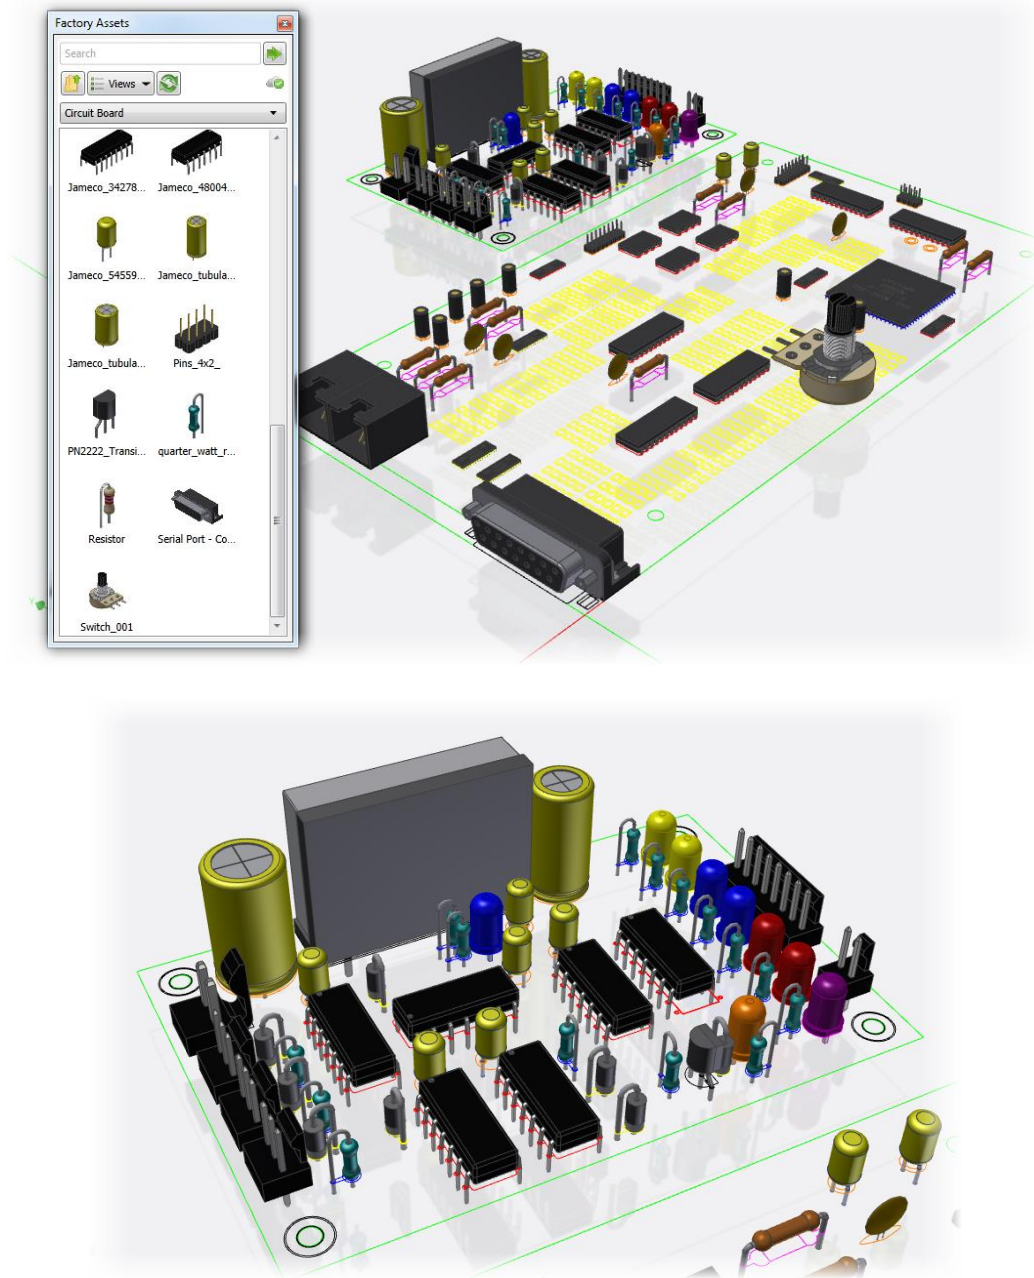 Factory Assets
Search
Views
Circuit Board
Jameco_34278... Jameco_48004...
Jameco_54559... Jameco_tubula...
Jameco_tubula... Pins_4x2_
PN2222_Transi... quarter_watt_r...
Resistor Serial Port - Co...
Switch_001